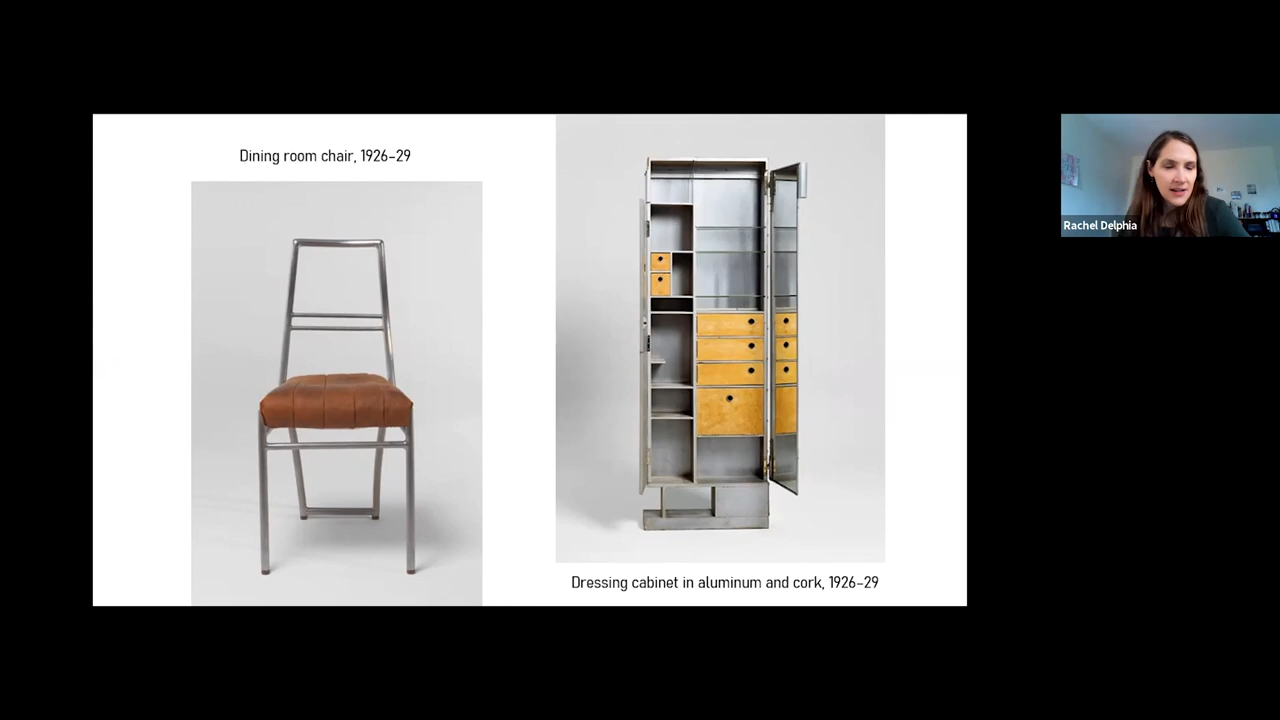 Dining room chair, 1926–29
Dressing cabinet in aluminum and cork, 1926–29
Rachel Delphia